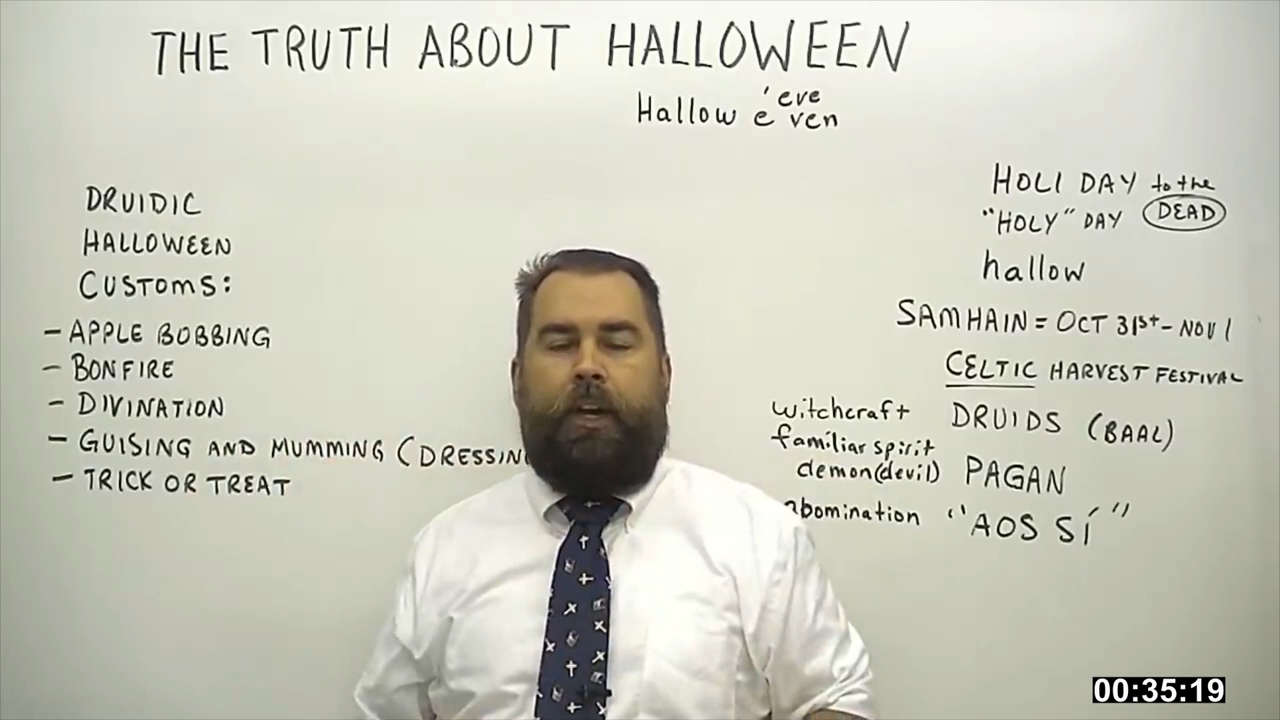 THE TRUTH ABOUT HALLOWEEN
'eve
Hallow e'ven
DRUIDIC
HALLOWEEN
CUSTOMS:
- APPLE BOBBING
- BONFIRE
- DIVINATION
- GUISING AND MUMMING (DRESSIN
- TRICK OR TREAT
HOLI DAY to the
"HOLY" DAY DEAD
hallow
SAMHAIN = OCT 31st - NOV 1
CELTIC HARVEST FESTIVAL
witchcraft DRUIDS (BAAL)
familiar spirit
demon(devil) PAGAN
abomination "AOS SÍ"
00:35:19